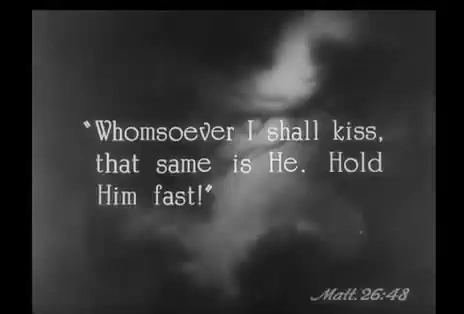 "Whomsoever I shall kiss,
that same is He. Hold
Him fast!"
Matt. 26:48